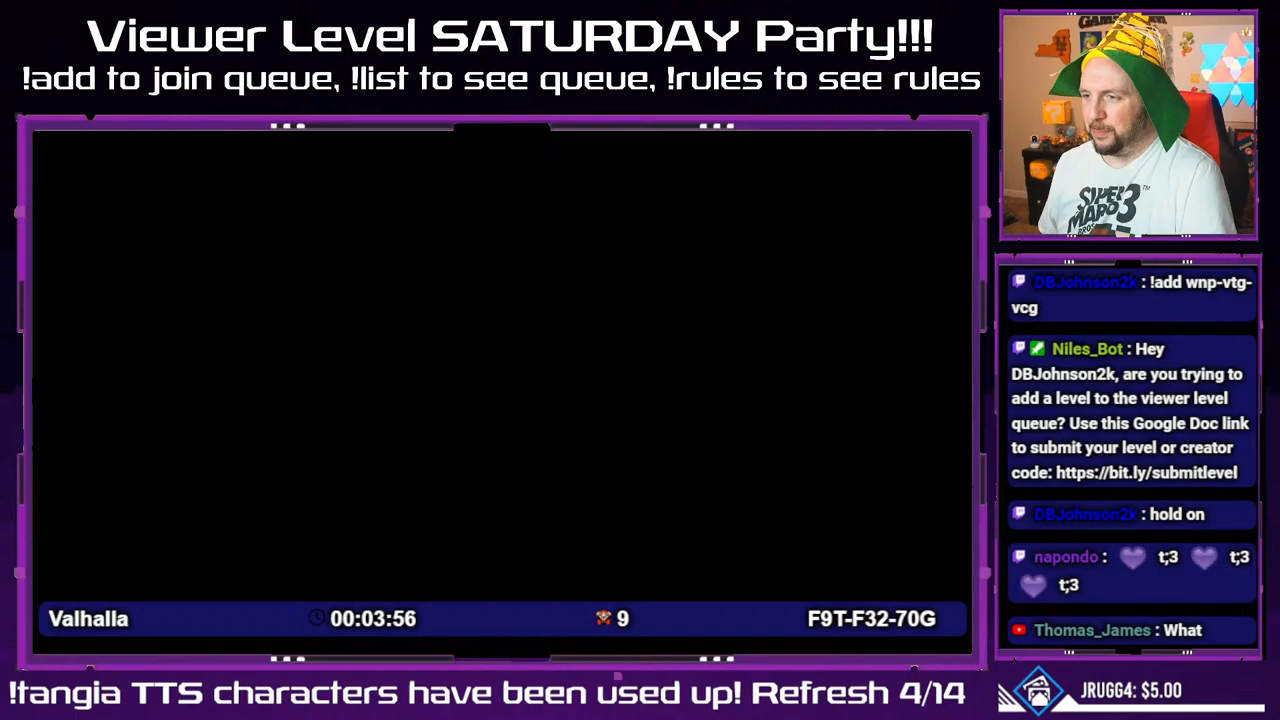 Viewer Level SATURDAY Party!!!
!add to join queue, !list to see queue, !rules to see rules
SUPER
MARIO
BROS
3
DBJohnson2k : !add wnp-vtg-
vcg
Niles_Bot : Hey
DBJohnson2k, are you trying to
add a level to the viewer level
queue? Use this Google Doc link
to submit your level or creator
code: https://bit.ly/submitlevel
DBJohnson2k : hold on
napondo : t;3 t;3
t;3
Thomas_James : What
Valhalla 00:03:56 9 F9T-F32-70G
!tangia TTS characters have been used up! Refresh 4/14
JRUGG4: $5.00